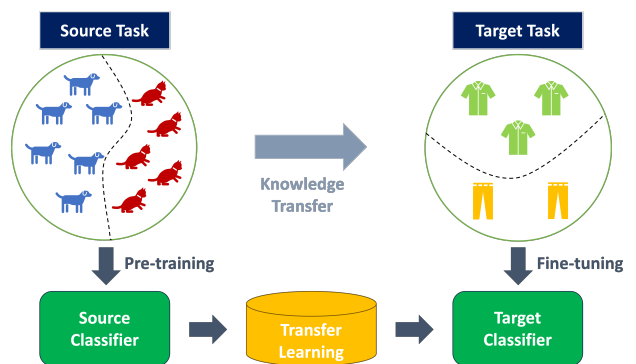 Source Task
Target Task
Knowledge
Transfer
Pre-training
Fine-tuning
Source
Classifier
Transfer
Learning
Target
Classifier